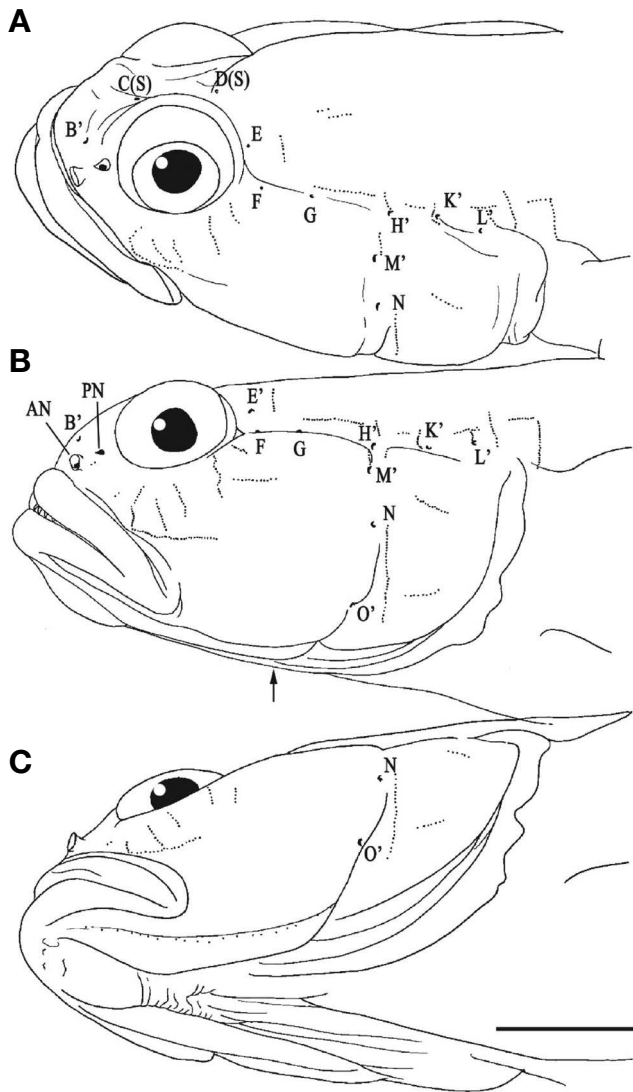 A
C(S) D(S)
B' E
F G K'
H' L'
M'
N
B
PN
AN B' E'
F G H' K' L'
M'
N
O'
C
N
O'